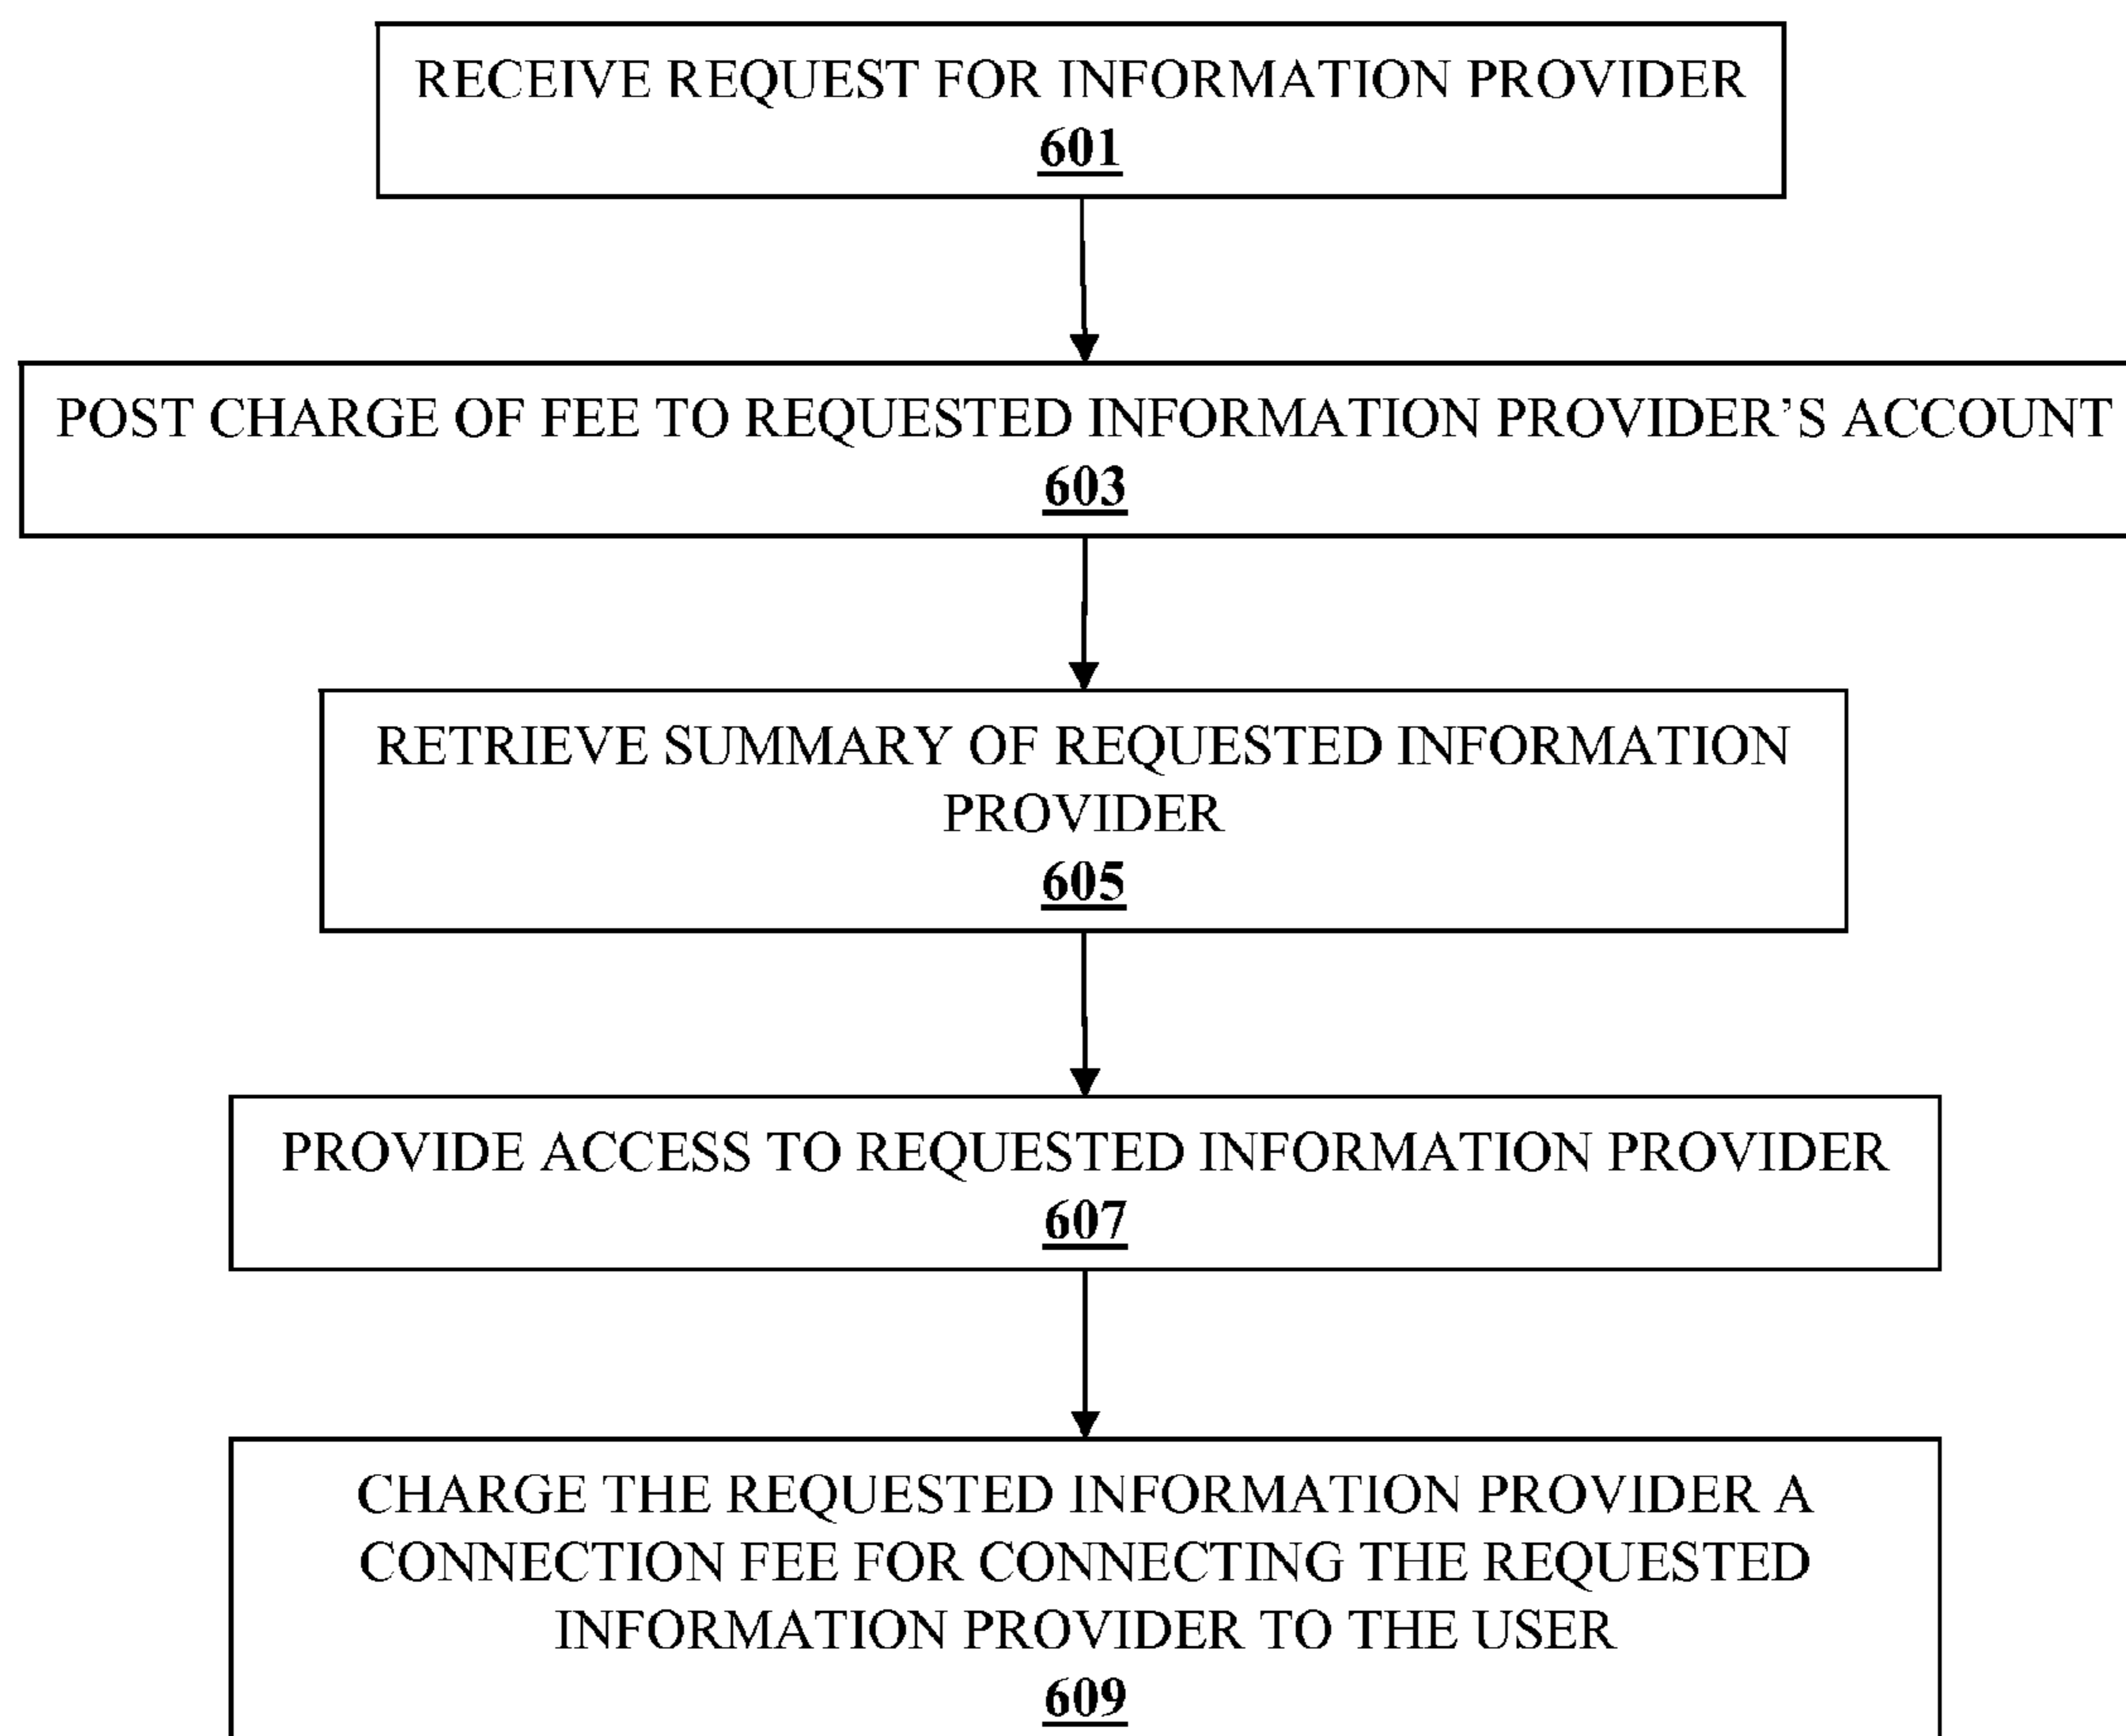 RECEIVE REQUEST FOR INFORMATION PROVIDER
601
POST CHARGE OF FEE TO REQUESTED INFORMATION PROVIDER’S ACCOUNT
603
RETRIEVE SUMMARY OF REQUESTED INFORMATION
PROVIDER
605
PROVIDE ACCESS TO REQUESTED INFORMATION PROVIDER
607
CHARGE THE REQUESTED INFORMATION PROVIDER A
CONNECTION FEE FOR CONNECTING THE REQUESTED
INFORMATION PROVIDER TO THE USER
609